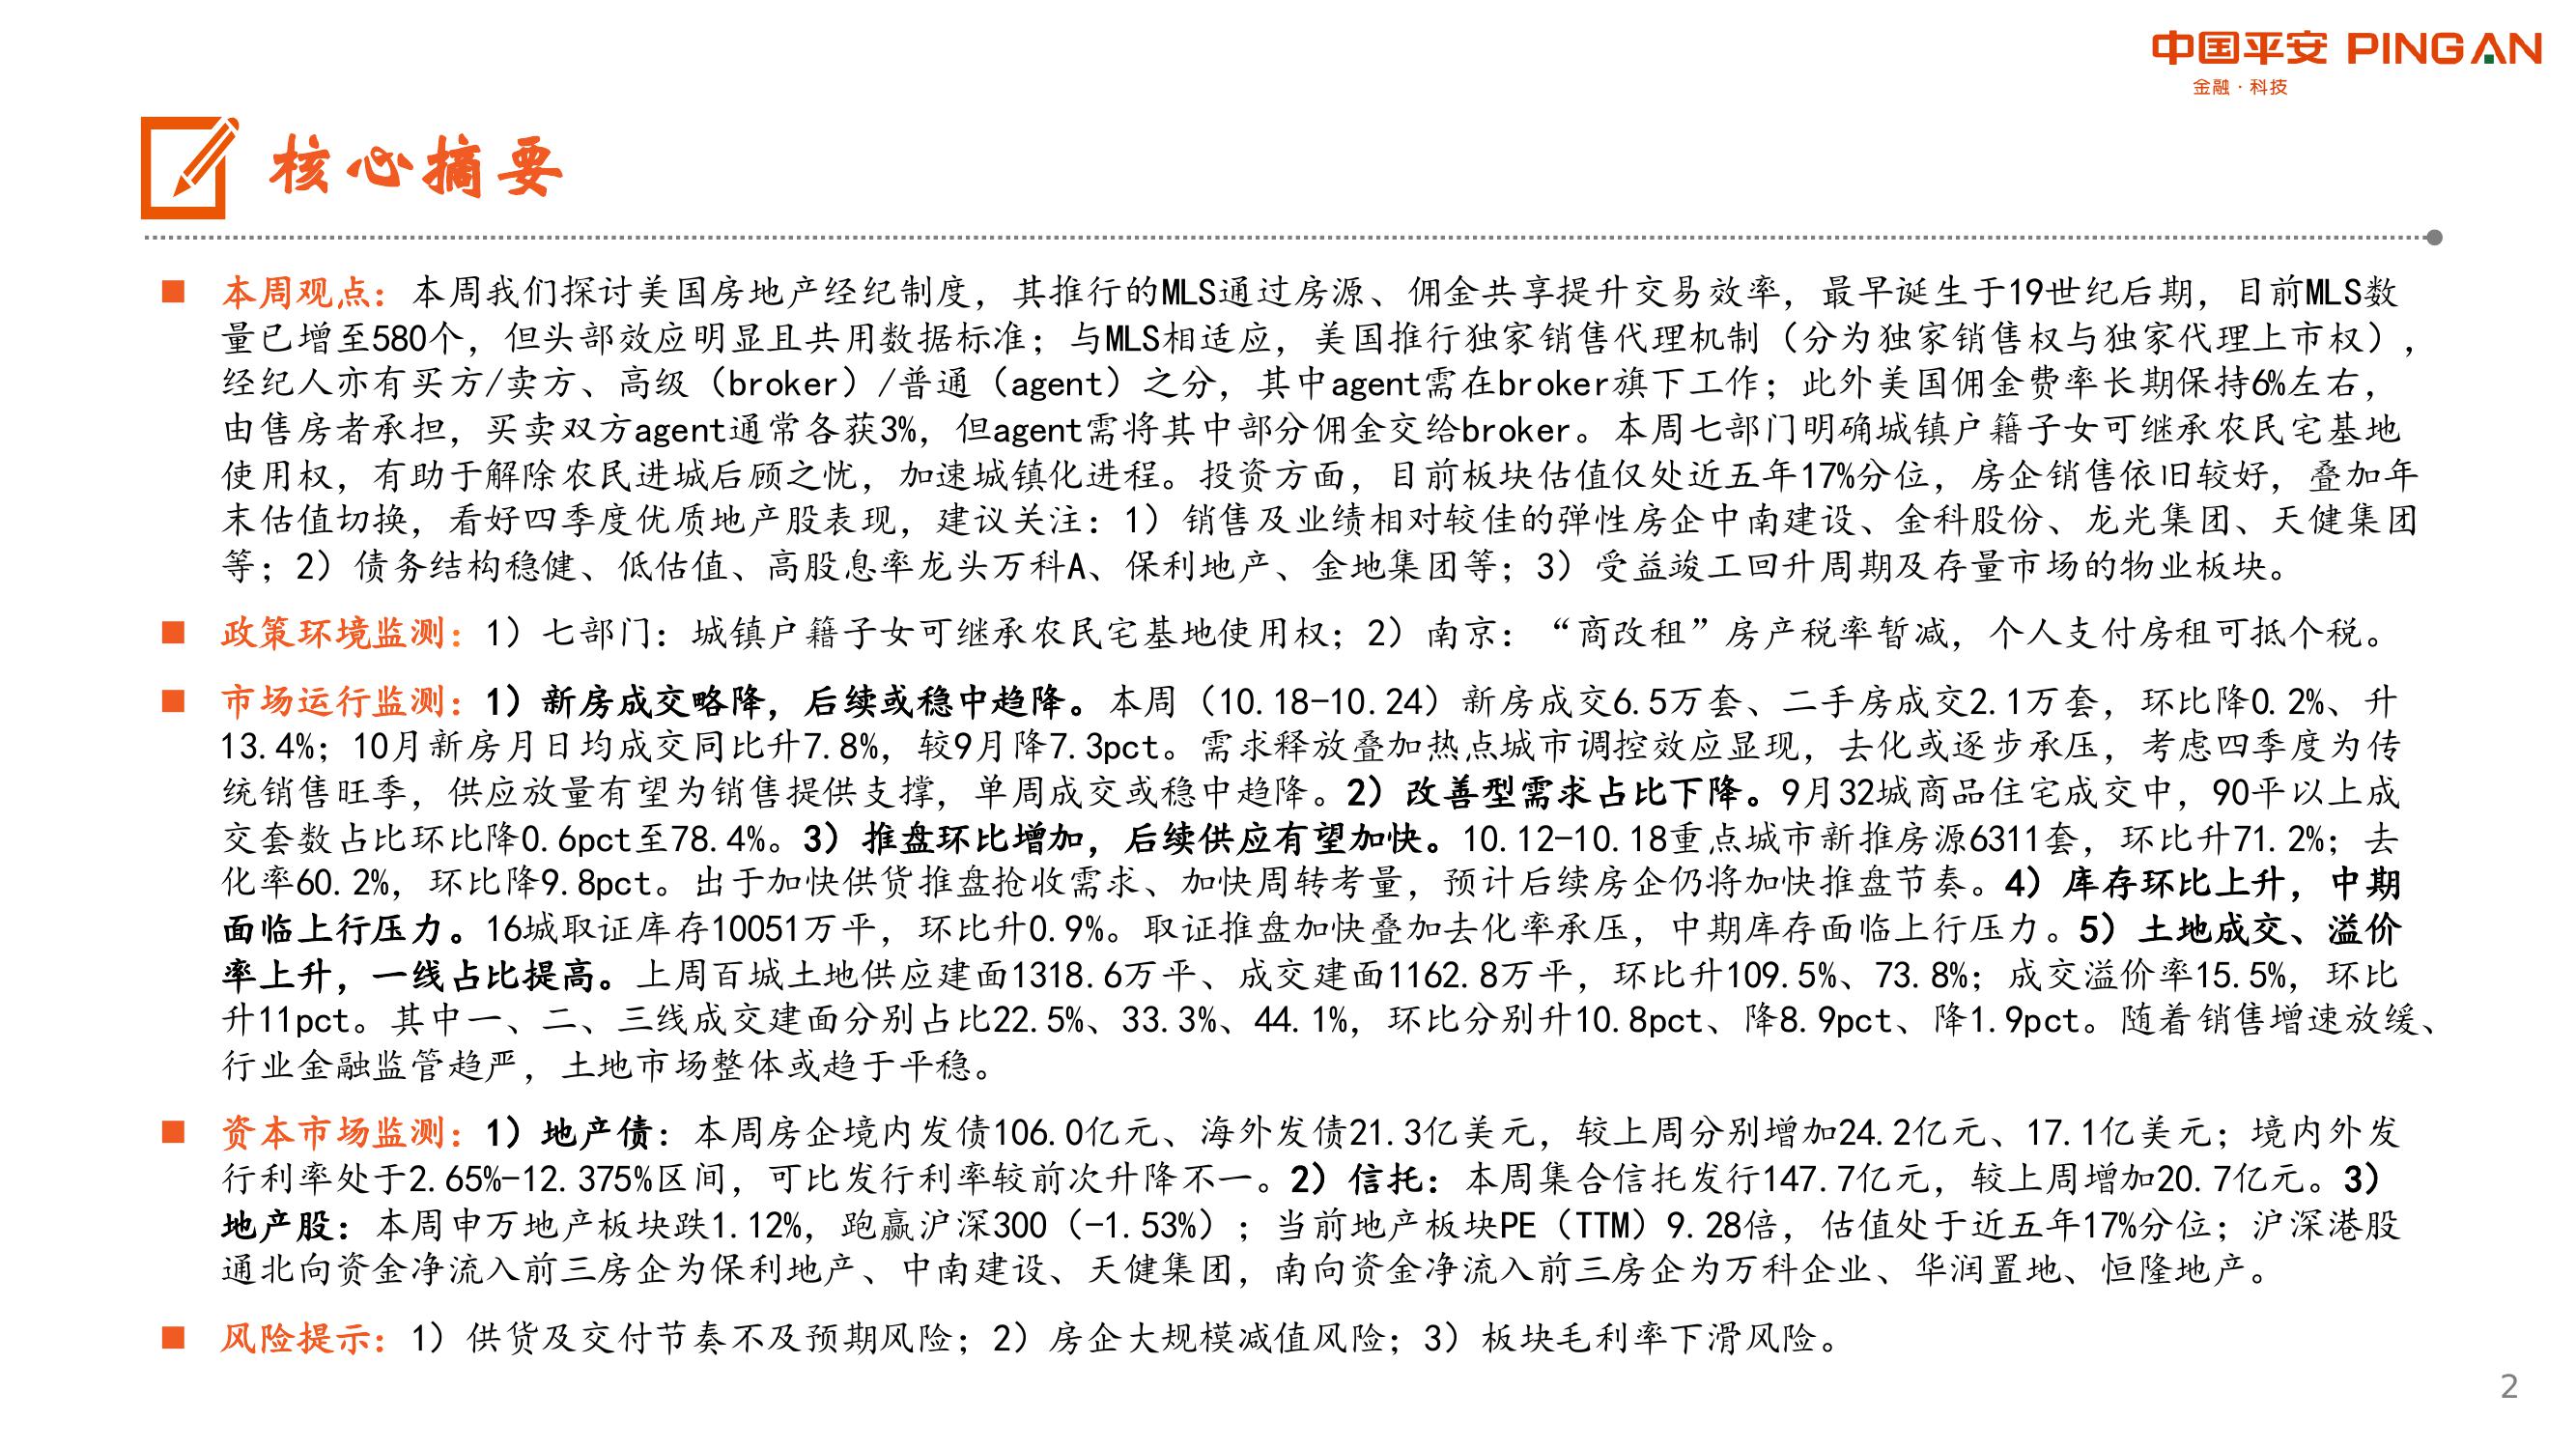 中国平安 PINGAN
金融·科技
核心摘要
■ 本周观点：本周我们探讨美国房地产经纪制度，其推行的MLS通过房源、佣金共享提升交易效率，最早诞生于19世纪后期，目前MLS数
量已增至580个，但头部效应明显且共用数据标准；与MLS相适应，美国推行独家销售代理机制（分为独家销售权与独家代理上市权），
经纪人亦有买方/卖方、高级（broker）/普通（agent）之分，其中agent需在broker旗下工作；此外美国佣金费率长期保持6%左右，
由售房者承担，买卖双方agent通常各获3%，但agent需将其中部分佣金交给broker。本周七部门明确城镇户籍子女可继承农民宅基地
使用权，有助于解除农民进城后顾之忧，加速城镇化进程。投资方面，目前板块估值仅处近五年17%分位，房企销售依旧较好，叠加年
末估值切换，看好四季度优质地产股表现，建议关注：1）销售及业绩相对较佳的弹性房企中南建设、金科股份、龙光集团、天健集团
等；2）债务结构稳健、低估值、高股息率龙头万科A、保利地产、金地集团等；3）受益竣工回升周期及存量市场的物业板块。
■ 政策环境监测：1）七部门：城镇户籍子女可继承农民宅基地使用权；2）南京：“商改租”房产税率暂减，个人支付房租可抵个税。
■ 市场运行监测：1）新房成交略降，后续或稳中趋降。本周（10.18-10.24）新房成交6.5万套、二手房成交2.1万套，环比降0.2%、升
13.4%；10月新房月日均成交同比升7.8%，较9月降7.3pct。需求释放叠加热点城市调控效应显现，去化或逐步承压，考虑四季度为传
统销售旺季，供应放量有望为销售提供支撑，单周成交或稳中趋降。2）改善型需求占比下降。9月32城商品住宅成交中，90平以上成
交套数占比环比降0.6pct至78.4%。3）推盘环比增加，后续供应有望加快。10.12-10.18重点城市新推房源6311套，环比升71.2%；去
化率60.2%，环比降9.8pct。出于加快供货推盘抢收需求、加快周转考量，预计后续房企仍将加快推盘节奏。4）库存环比上升，中期
面临上行压力。16城取证库存10051万平，环比升0.9%。取证推盘加快叠加去化率承压，中期库存面临上行压力。5）土地成交、溢价
率上升，一线占比提高。上周百城土地供应建面1318.6万平、成交建面1162.8万平，环比升109.5%、73.8%；成交溢价率15.5%，环比
升11pct。其中一、二、三线成交建面分别占比22.5%、33.3%、44.1%，环比分别升10.8pct、降8.9pct、降1.9pct。随着销售增速放缓、
行业金融监管趋严，土地市场整体或趋于平稳。
■ 资本市场监测：1）地产债：本周房企境内发债106.0亿元、海外发债21.3亿美元，较上周分别增加24.2亿元、17.1亿美元；境内外发
行利率处于2.65%-12.375%区间，可比发行利率较前次升降不一。2）信托：本周集合信托发行147.7亿元，较上周增加20.7亿元。3）
地产股：本周申万地产板块跌1.12%，跑赢沪深300（-1.53%）；当前地产板块PE（TTM）9.28倍，估值处于近五年17%分位；沪深港股
通北向资金净流入前三房企为保利地产、中南建设、天健集团，南向资金净流入前三房企为万科企业、华润置地、恒隆地产。
■ 风险提示：1）供货及交付节奏不及预期风险；2）房企大规模减值风险；3）板块毛利率下滑风险。
2